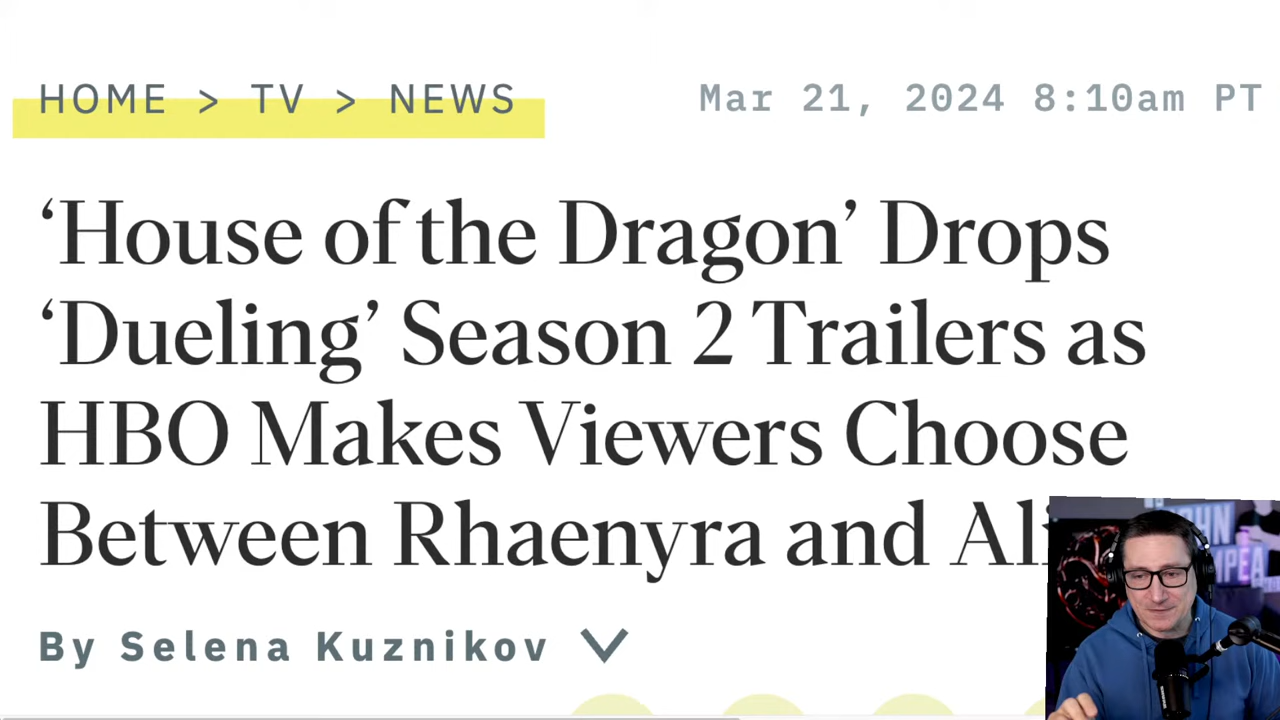 HOME > TV > NEWS
Mar 21, 2024 8:10am PT
‘House of the Dragon’ Drops
‘Dueling’ Season 2 Trailers as
HBO Makes Viewers Choose
Between Rhaenyra and
By Selena Kuznikov